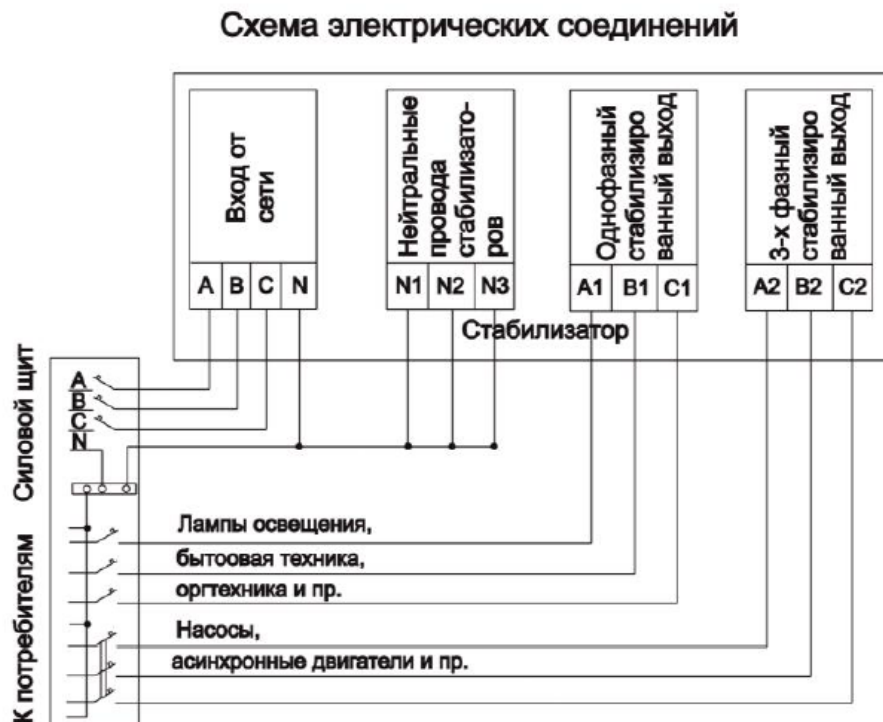 Схема электрических соединений
Вход от
сети
Нейтральные
провода
стабилизато-
ров
Однофазный
стабилизиро
ванный выход
3-х фазный
стабилизиро
ванный выход
A B C N
N1 N2 N3
A1 B1 C1
A2 B2 C2
Стабилизатор
Силовой щит
A
B
C
N
К потребителям
Лампы освещения,
бытоовая техника,
оргтехника и пр.
Насосы,
асинхронные двигатели и пр.